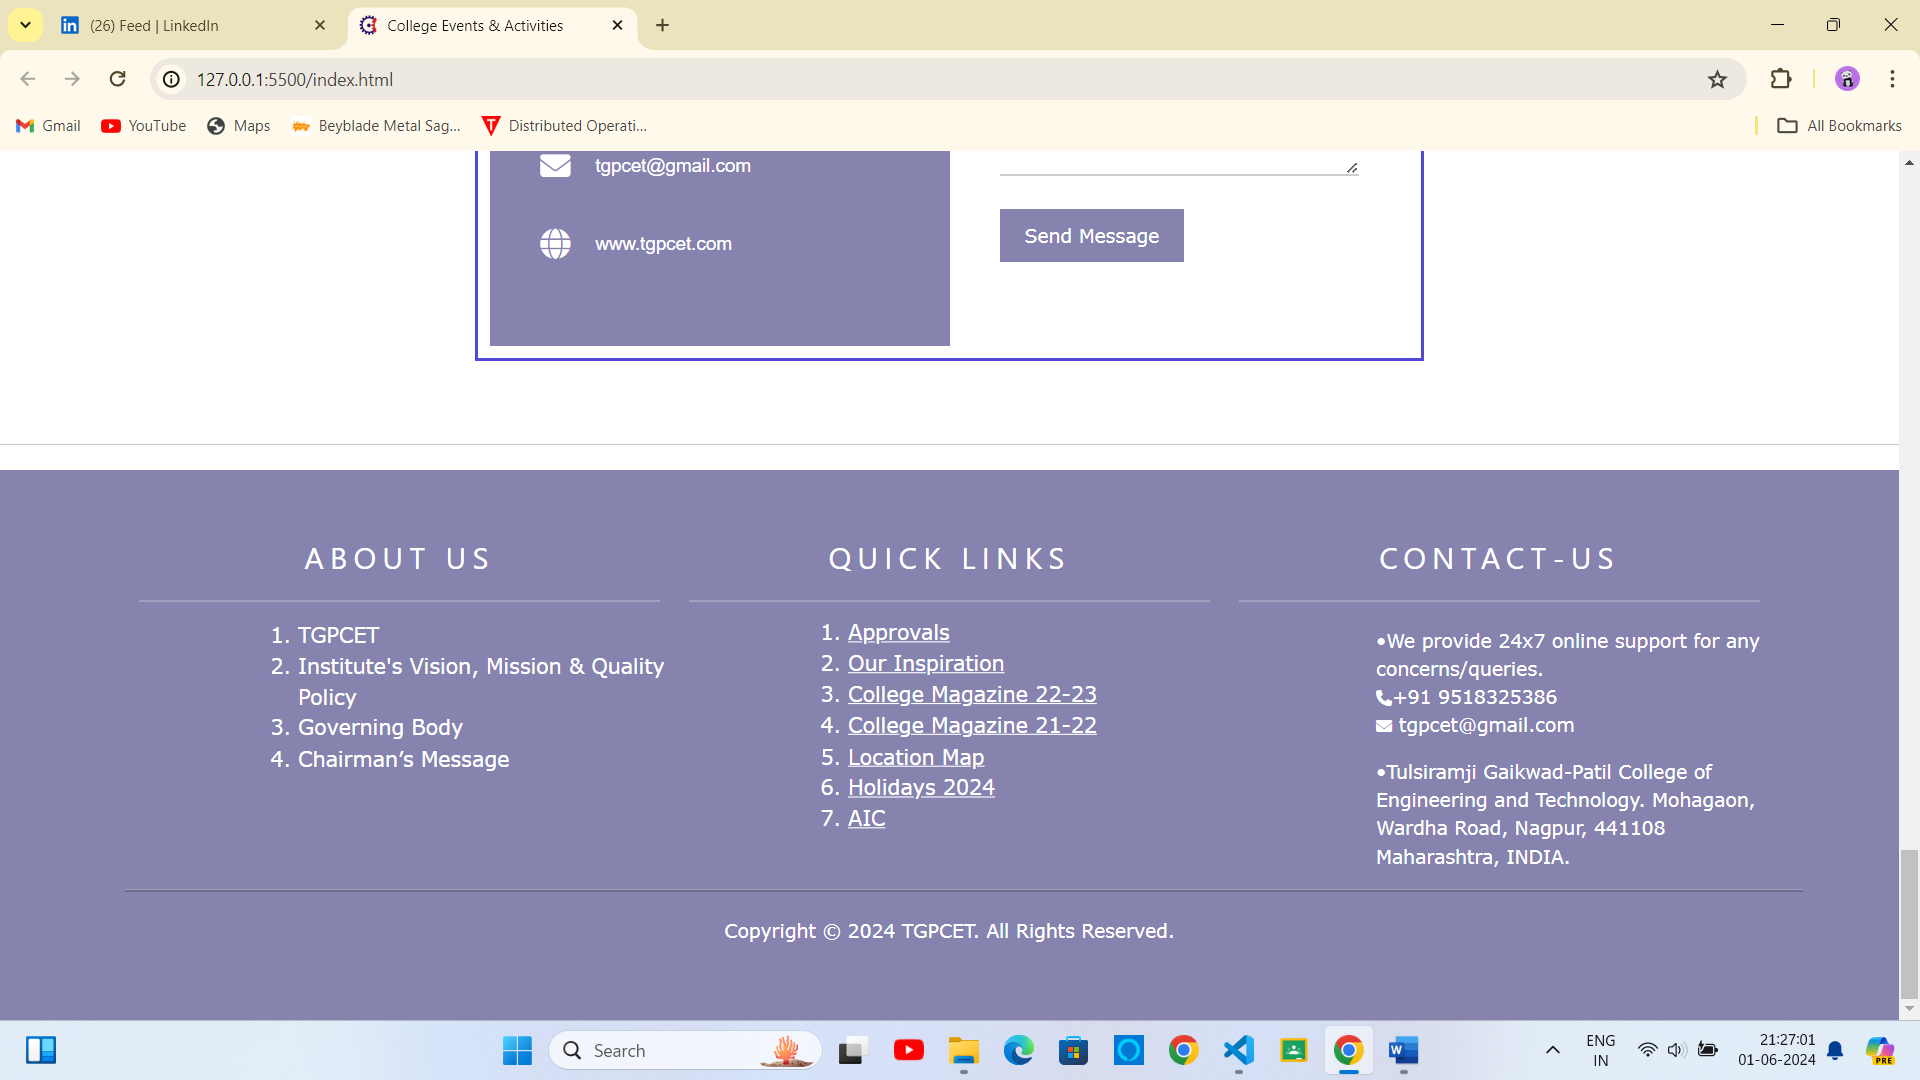 (26) Feed | LinkedIn
College Events & Activities
127.0.0.1:5500/index.html
Gmail
YouTube
Maps
Beyblade Metal Sag...
Distributed Operati...
All Bookmarks
tgpcet@gmail.com
www.tgpcet.com
Send Message
ABOUT US
1. TGPCET
2. Institute's Vision, Mission & Quality
Policy
3. Governing Body
4. Chairman’s Message
QUICK LINKS
1. Approvals
2. Our Inspiration
3. College Magazine 22-23
4. College Magazine 21-22
5. Location Map
6. Holidays 2024
7. AIC
CONTACT-US
•We provide 24x7 online support for any
concerns/queries.
+91 9518325386
tgpcet@gmail.com
•Tulsiramji Gaikwad-Patil College of
Engineering and Technology. Mohagaon,
Wardha Road, Nagpur, 441108
Maharashtra, INDIA.
Copyright © 2024 TGPCET. All Rights Reserved.
Search
ENG
IN
21:27:01
01-06-2024
PRE